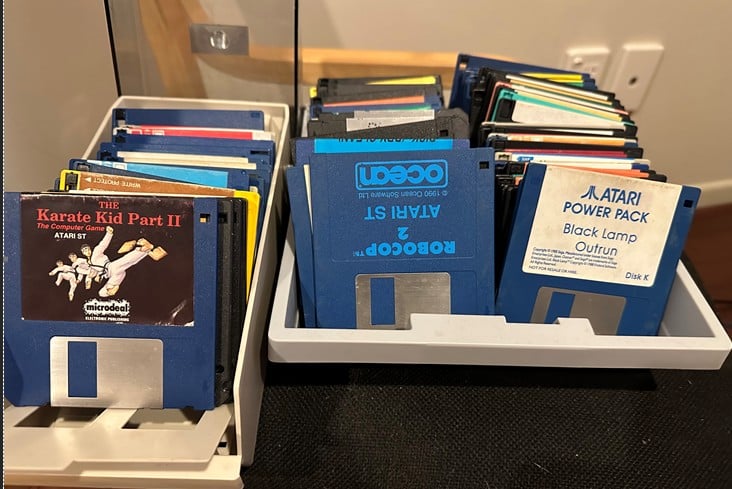 WRITE PROTECT
THE
Karate Kid Part II
The Computer Game
ATARI ST
microdeal
ELECTRONIC PUBLISHING
ROBOCOP™
2
ATARI ST
© 1990 Ocean Software Ltd
ocean
ATARI
POWER PACK
Black Lamp
Outrun
NOT FOR RESALE OR HIRE.
Disk K